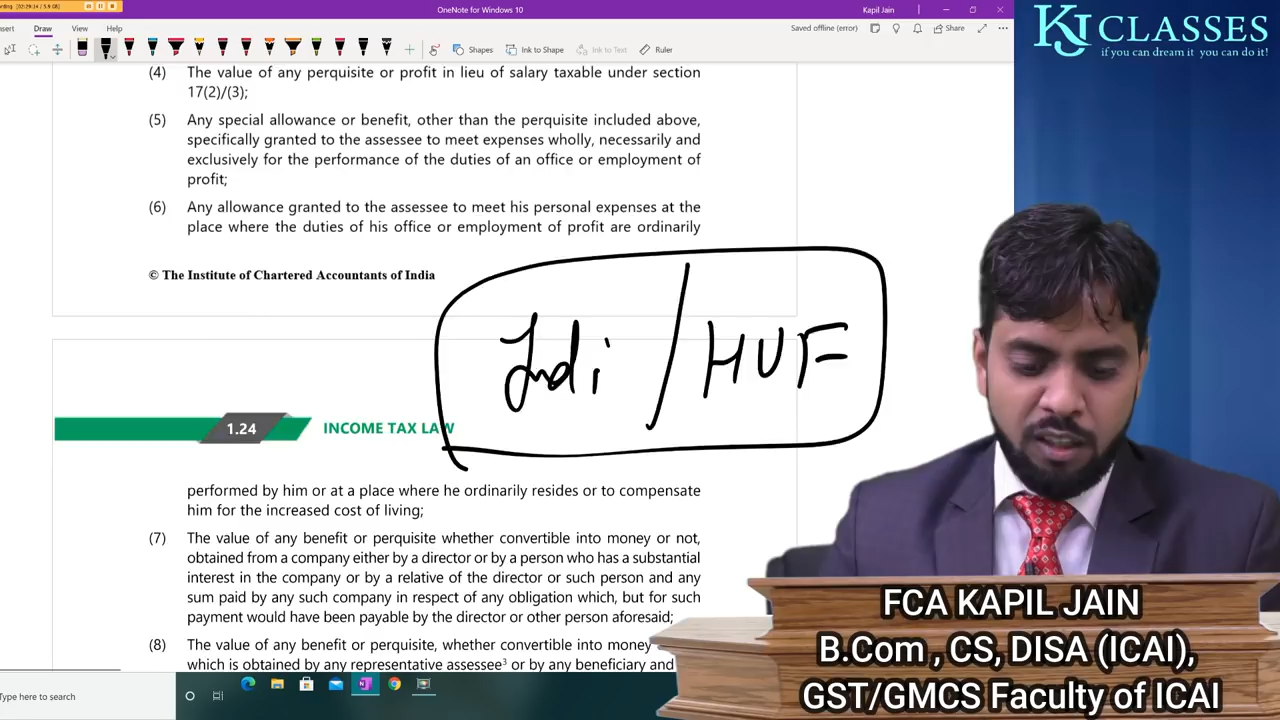 OneNote for Windows 10
Kapil Jain
Insert
Draw
View
Help
Saved offline (error)
Share
Shapes
Ink to Shape
Ink to Text
Ruler
KJ CLASSES
if you can dream it you can do it!
(4) The value of any perquisite or profit in lieu of salary taxable under section
17(2)/(3);
(5) Any special allowance or benefit, other than the perquisite included above,
specifically granted to the assessee to meet expenses wholly, necessarily and
exclusively for the performance of the duties of an office or employment of
profit;
(6) Any allowance granted to the assessee to meet his personal expenses at the
place where the duties of his office or employment of profit are ordinarily
© The Institute of Chartered Accountants of India
Indi / HUF
1.24 INCOME TAX LAW
performed by him or at a place where he ordinarily resides or to compensate
him for the increased cost of living;
(7) The value of any benefit or perquisite whether convertible into money or not,
obtained from a company either by a director or by a person who has a substantial
interest in the company or by a relative of the director or such person and any
sum paid by any such company in respect of any obligation which, but for such
payment would have been payable by the director or other person aforesaid;
(8) The value of any benefit or perquisite, whether convertible into money
which is obtained by any representative assessee³ or by any beneficiary and
FCA KAPIL JAIN
B.Com , CS, DISA (ICAI),
GST/GMCS Faculty of ICAI
Type here to search